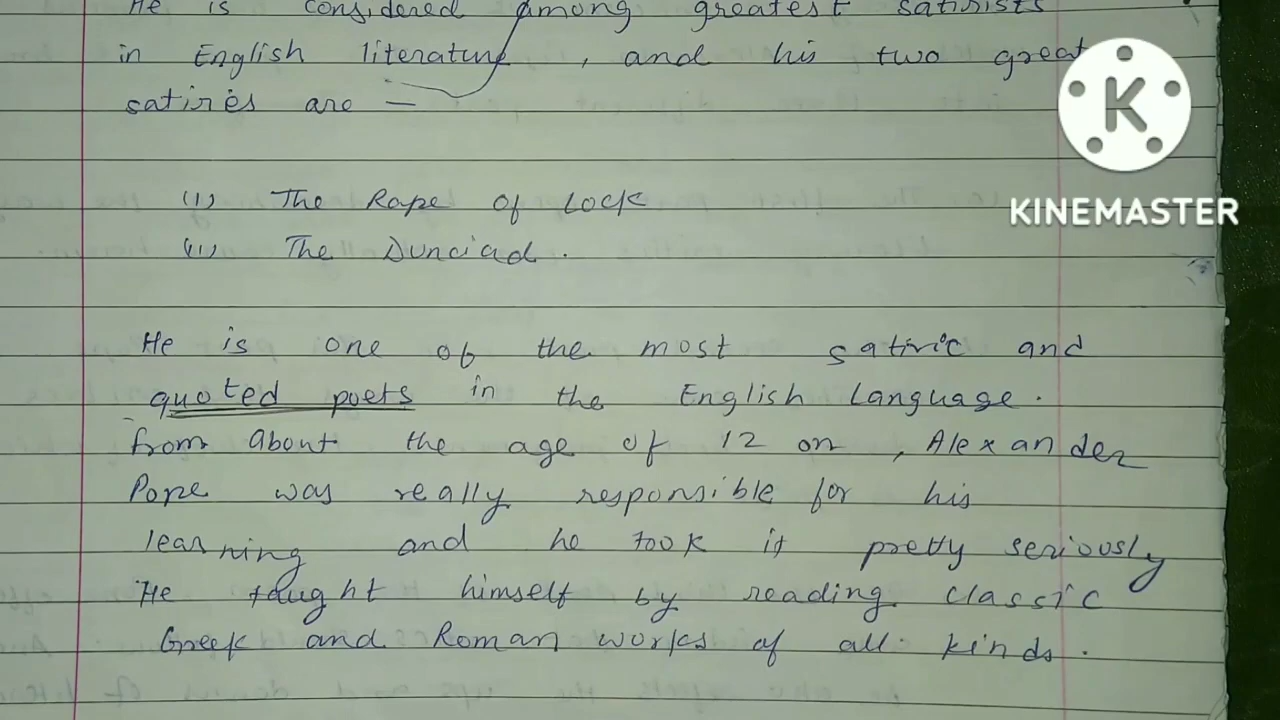 He is considered among greatest satirists
in English literature, and his two great
satires are —
(i) The Rape of Lock
(ii) The Dunciad.
He is one of the most satiric and
quoted poets in the English Language.
from about the age of 12 on, Alexander
Pope was really responsible for his
learning and he took it pretty seriously
He taught himself by reading classic
Greek and Roman works of all kinds.
K
KINEMASTER